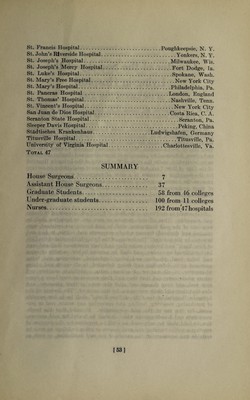 St. Francis Hospital Poughkeepsie, N. Y.
St. John's Riverside Hospital Yonkers, N. Y.
St. Joseph's Hospital Milwaukee, Wis.
St. Joseph's Mercy Hospital Fort Dodge, Ia.
St. Luke's Hospital Spokane, Wash.
St. Mary's Free Hospital New York City
St. Mary's Hospital Philadelphia, Pa.
St. Pancras Hospital London, England
St. Thomas' Hospital Nashville, Tenn.
St. Vincent's Hospital New York City
San Juan de Dios Hospital Costa Rica, C. A.
Scranton State Hospital Scranton, Pa.
Sleeper Davis Hospital Peking, China
Stadtisches Krankenhaus Ludwigshafen, Germany
Titusville Hospital Titusville, Pa.
University of Virginia Hospital Charlottesville, Va.
TOTAL 47
SUMMARY
House Surgeons 7
Assistant House Surgeons 37
Graduate Students 58 from 46 colleges
Under-graduate students 100 from 11 colleges
Nurses 192 from 47 hospitals